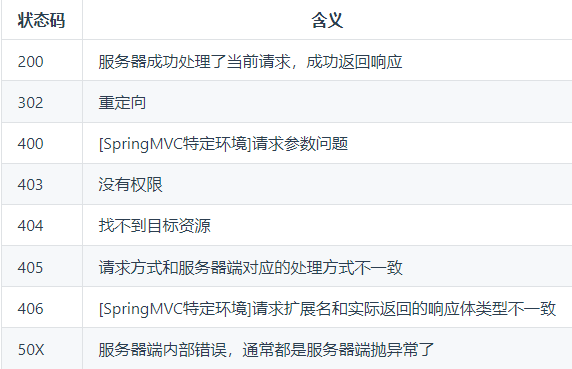 状态码 含义
200 服务器成功处理了当前请求，成功返回响应
302 重定向
400 [SpringMVC特定环境]请求参数问题
403 没有权限
404 找不到目标资源
405 请求方式和服务器端对应的处理方式不一致
406 [SpringMVC特定环境]请求扩展名和实际返回的响应体类型不一致
50X 服务器端内部错误，通常都是服务器端抛异常了